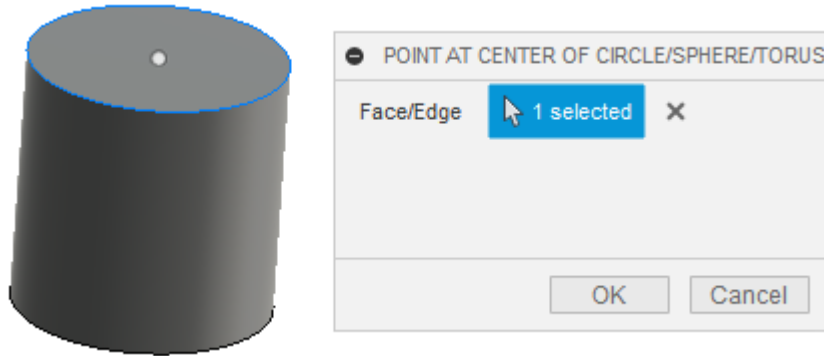 POINT AT CENTER OF CIRCLE/SPHERE/TORUS
Face/Edge 1 selected
OK Cancel